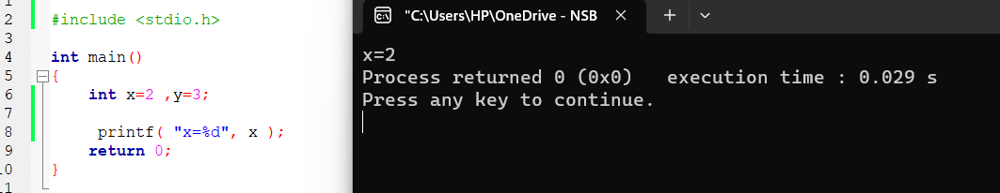 1
2 #include <stdio.h>
3
4 int main()
5 {
6 int x=2 ,y=3;
7
8 printf( "x=%d", x );
9 return 0;
10 }
11
"C:\Users\HP\OneDrive - NSB
x=2
Process returned 0 (0x0)   execution time : 0.029 s
Press any key to continue.